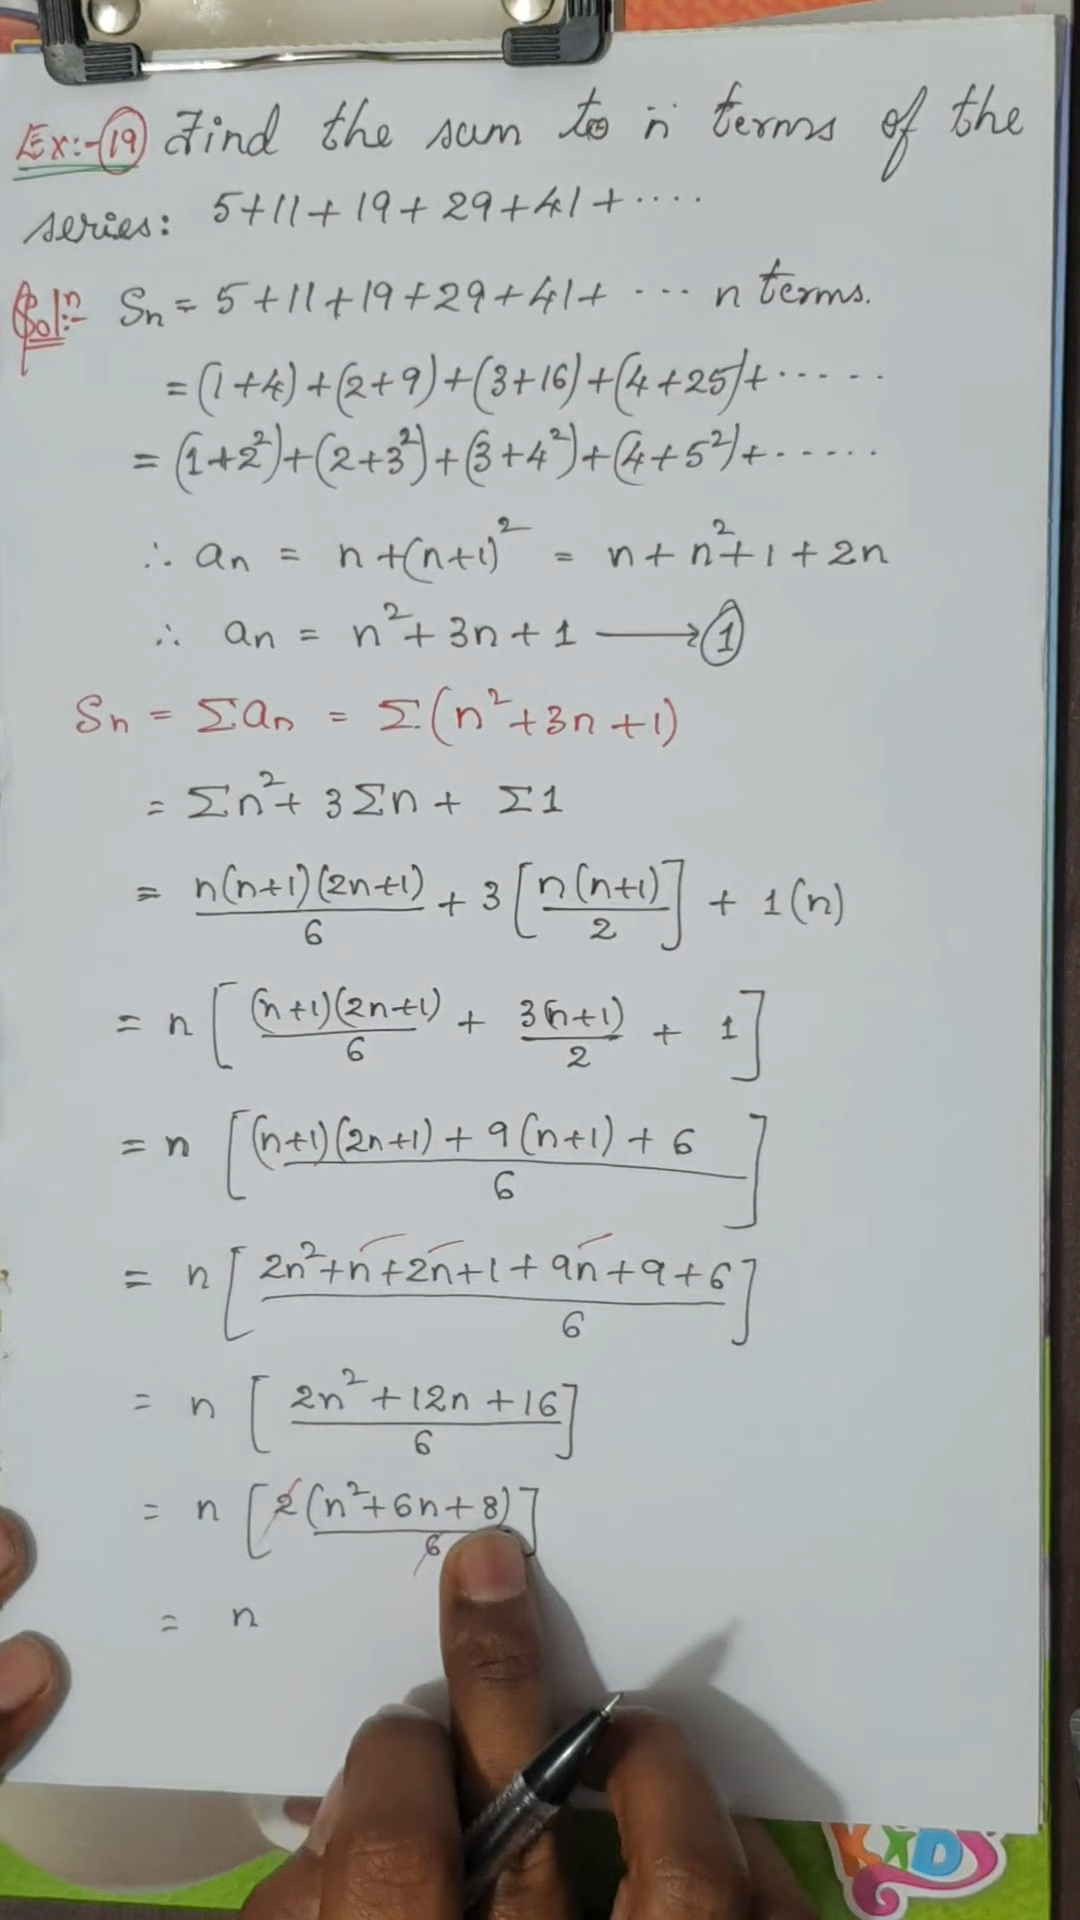 Ex:-(19) Find the sum to n terms of the
series: 5+11+19+29+41+....
Solⁿ:- Sn = 5+11+19+29+41+ ... n terms.
= (1+4)+(2+9)+(3+16)+(4+25)+......
= (1+2²)+(2+3²)+(3+4²)+(4+5²)+......
∴ an = n+(n+1)² = n+n²+1+2n
∴ an = n²+3n+1 → ①
Sn = Σan = Σ(n²+3n+1)
= Σn²+ 3Σn + Σ1
= n(n+1)(2n+1)/6 + 3[n(n+1)/2] + 1(n)
= n[(n+1)(2n+1)/6 + 3(n+1)/2 + 1]
= n[((n+1)(2n+1)+9(n+1)+6)/6]
= n[(2n²+n+2n+1+9n+9+6)/6]
= n[(2n²+12n+16)/6]
= n[2(n²+6n+8)/6]
= n
KiD